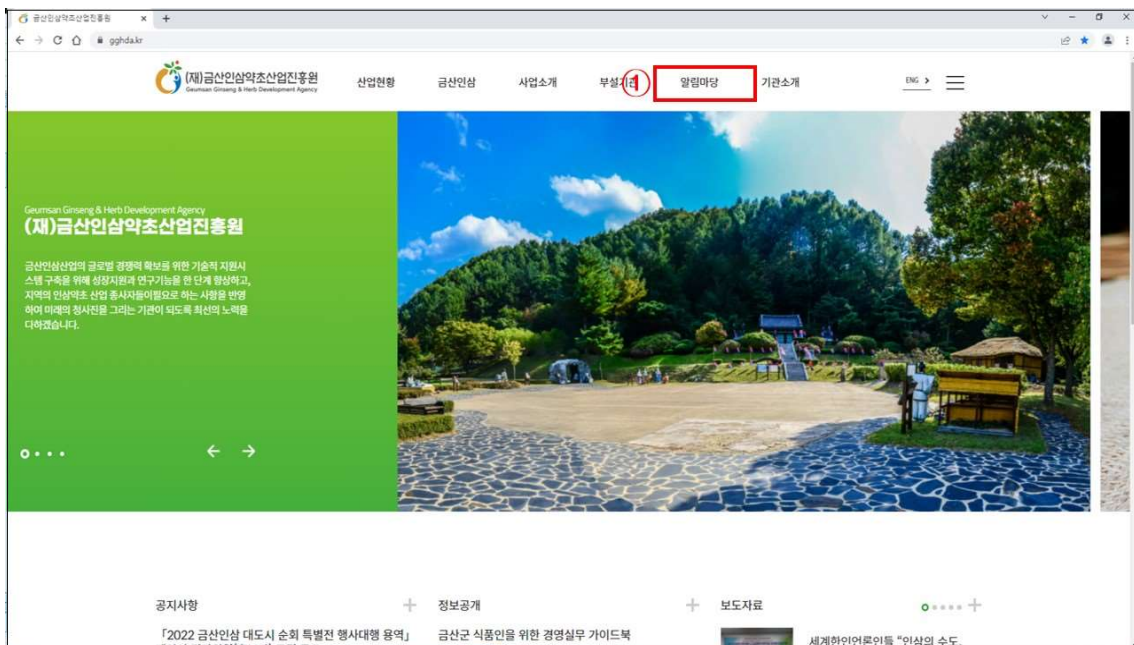 금산인삼약초산업진흥원
gghda.kr
(재)금산인삼약초산업진흥원
Geumsan Ginseng & Herb Development Agency
산업현황 금산인삼 사업소개 부설기관 ① 알림마당 기관소개 ENG >
Geumsan Ginseng & Herb Development Agency
(재)금산인삼약초산업진흥원
금산인삼산업의 글로벌 경쟁력 확보를 위한 기술적 지원시
스템 구축을 위해 성장지원과 연구기능을 한 단계 향상하고,
지역의 인삼약초 산업 종사자들이필요로 하는 사항을 반영
하여 미래의 청사진을 그리는 기관이 되도록 최선의 노력을
다하겠습니다.
공지사항 정보공개 보도자료
「2022 금산인삼 대도시 순회 특별전 행사대행 용역」 금산군 식품인을 위한 경영실무 가이드북
세계한인언론인들 “인삼의 수도,